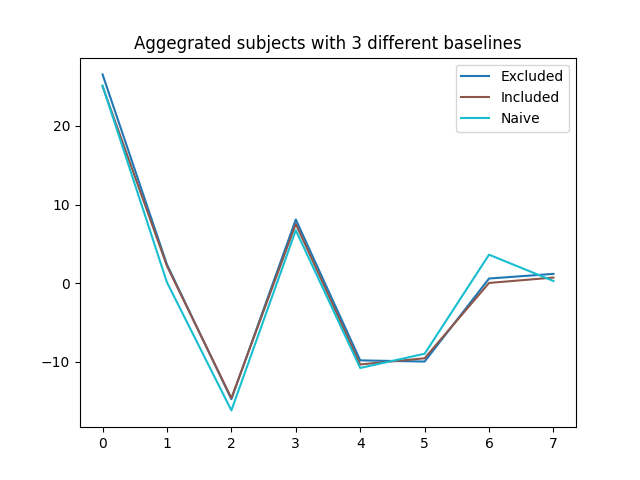 Aggegrated subjects with 3 different baselines
Excluded
Included
Naive
20
10
0
−10
0 1 2 3 4 5 6 7